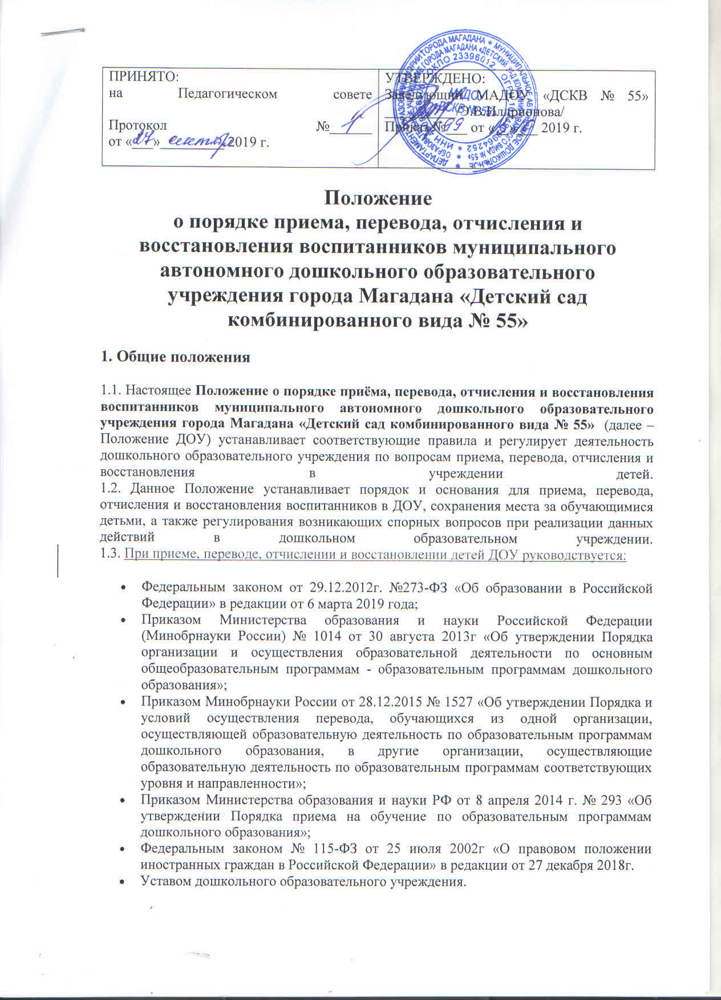 ПРИНЯТО:
на Педагогическом совете
Протокол №
от «27» сентября 2019 г.
УТВЕРЖДЕНО:
Заведующий МАДОУ «ДСКВ № 55»
/Э.В.Иллрионова/
Приказ № 99 от « » 2019 г.
Положение
о порядке приема, перевода, отчисления и
восстановления воспитанников муниципального
автономного дошкольного образовательного
учреждения города Магадана «Детский сад
комбинированного вида № 55»
1. Общие положения
1.1. Настоящее Положение о порядке приёма, перевода, отчисления и восстановления
воспитанников муниципального автономного дошкольного образовательного
учреждения города Магадана «Детский сад комбинированного вида № 55» (далее –
Положение ДОУ) устанавливает соответствующие правила и регулирует деятельность
дошкольного образовательного учреждения по вопросам приема, перевода, отчисления и
восстановления в учреждении детей.
1.2. Данное Положение устанавливает порядок и основания для приема, перевода,
отчисления и восстановления воспитанников в ДОУ, сохранения места за обучающимися
детьми, а также регулирования возникающих спорных вопросов при реализации данных
действий в дошкольном образовательном учреждении.
1.3. При приеме, переводе, отчислении и восстановлении детей ДОУ руководствуется:
• Федеральным законом от 29.12.2012г. №273-ФЗ «Об образовании в Российской
Федерации» в редакции от 6 марта 2019 года;
• Приказом Министерства образования и науки Российской Федерации
(Минобрнауки России) № 1014 от 30 августа 2013г «Об утверждении Порядка
организации и осуществления образовательной деятельности по основным
общеобразовательным программам - образовательным программам дошкольного
образования»;
• Приказом Минобрнауки России от 28.12.2015 № 1527 «Об утверждении Порядка и
условий осуществления перевода, обучающихся из одной организации,
осуществляющей образовательную деятельность по образовательным программам
дошкольного образования, в другие организации, осуществляющие
образовательную деятельность по образовательным программам соответствующих
уровня и направленности»;
• Приказом Министерства образования и науки РФ от 8 апреля 2014 г. № 293 «Об
утверждении Порядка приема на обучение по образовательным программам
дошкольного образования»;
• Федеральным законом № 115-ФЗ от 25 июля 2002г «О правовом положении
иностранных граждан в Российской Федерации» в редакции от 27 декабря 2018г.
• Уставом дошкольного образовательного учреждения.